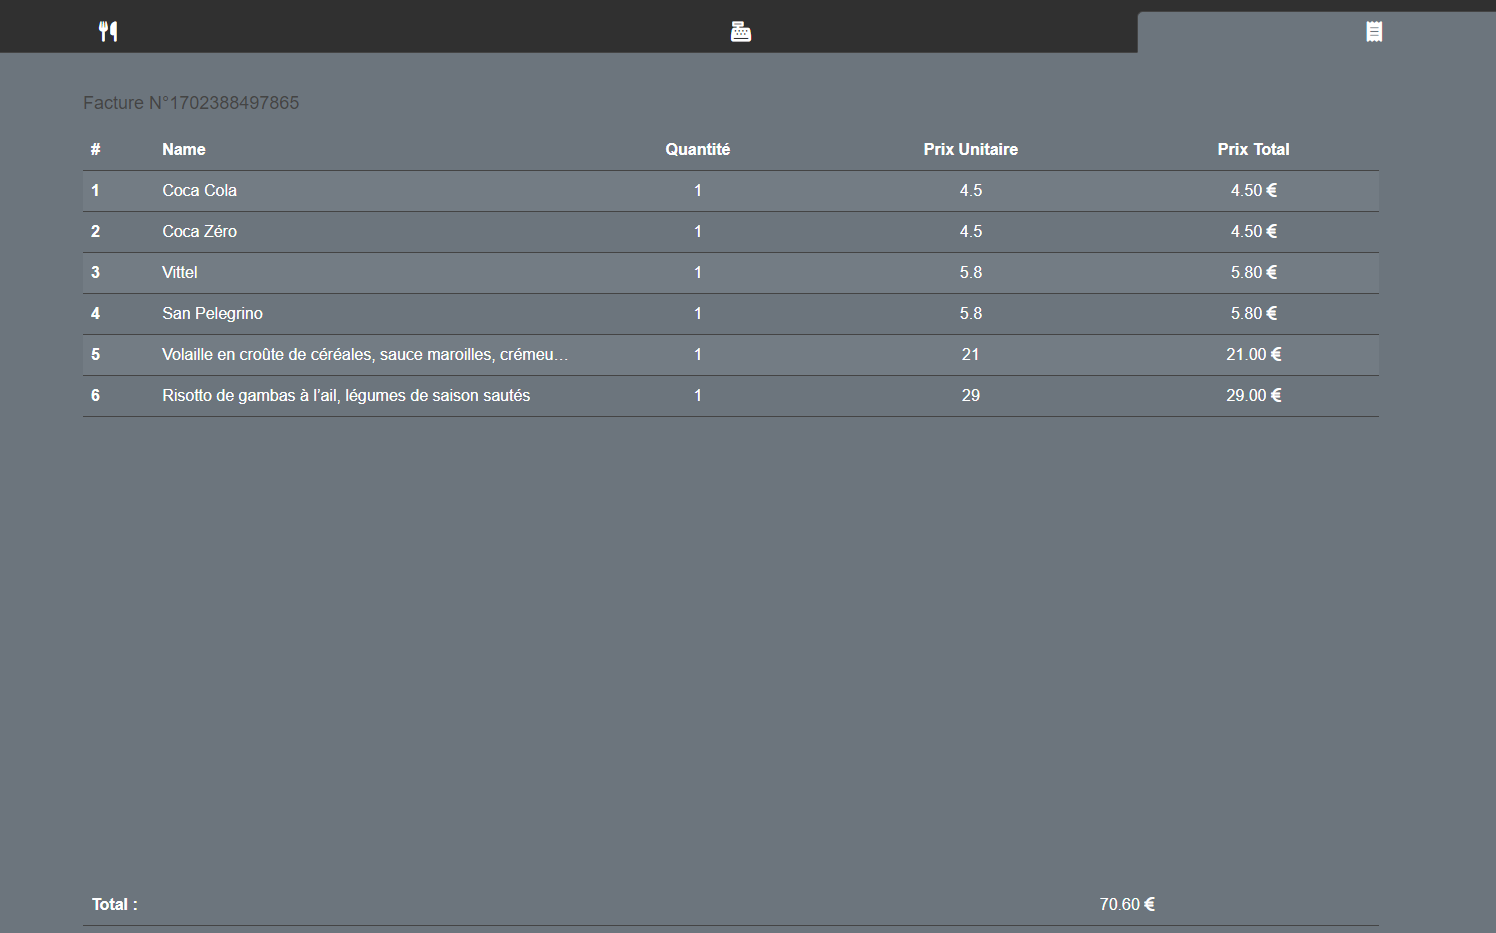 Facture N°1702388497865
# Name Quantité Prix Unitaire Prix Total
1 Coca Cola 1 4.5 4.50 €
2 Coca Zéro 1 4.5 4.50 €
3 Vittel 1 5.8 5.80 €
4 San Pelegrino 1 5.8 5.80 €
5 Volaille en croûte de céréales, sauce maroilles, crémeu… 1 21 21.00 €
6 Risotto de gambas à l’ail, légumes de saison sautés 1 29 29.00 €
Total : 70.60 €